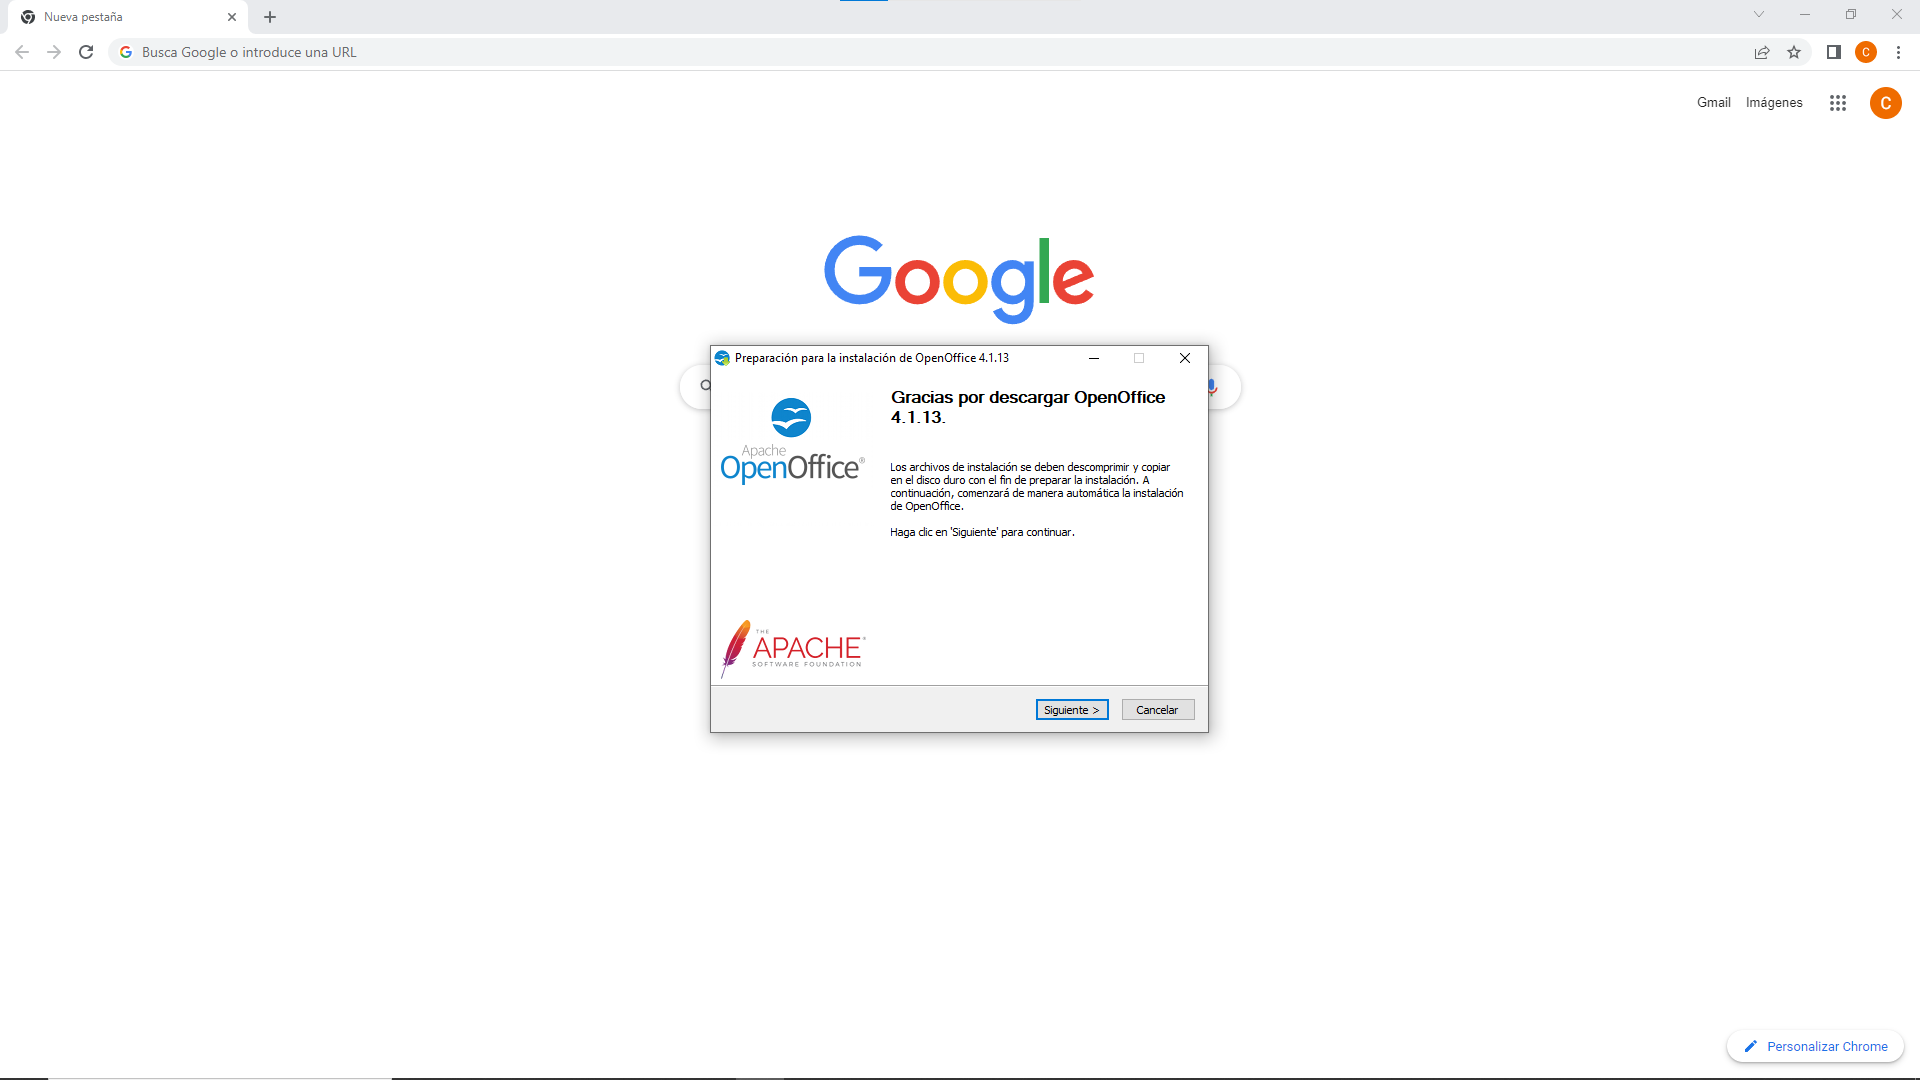 Nueva pestaña
Busca Google o introduce una URL
C
Gmail
Imágenes
C
Google
Preparación para la instalación de OpenOffice 4.1.13
Gracias por descargar OpenOffice
4.1.13.
Apache
OpenOffice®
Los archivos de instalación se deben descomprimir y copiar
en el disco duro con el fin de preparar la instalación. A
continuación, comenzará de manera automática la instalación
de OpenOffice.
Haga clic en 'Siguiente' para continuar.
THE
APACHE®
SOFTWARE FOUNDATION
Siguiente >
Cancelar
Personalizar Chrome